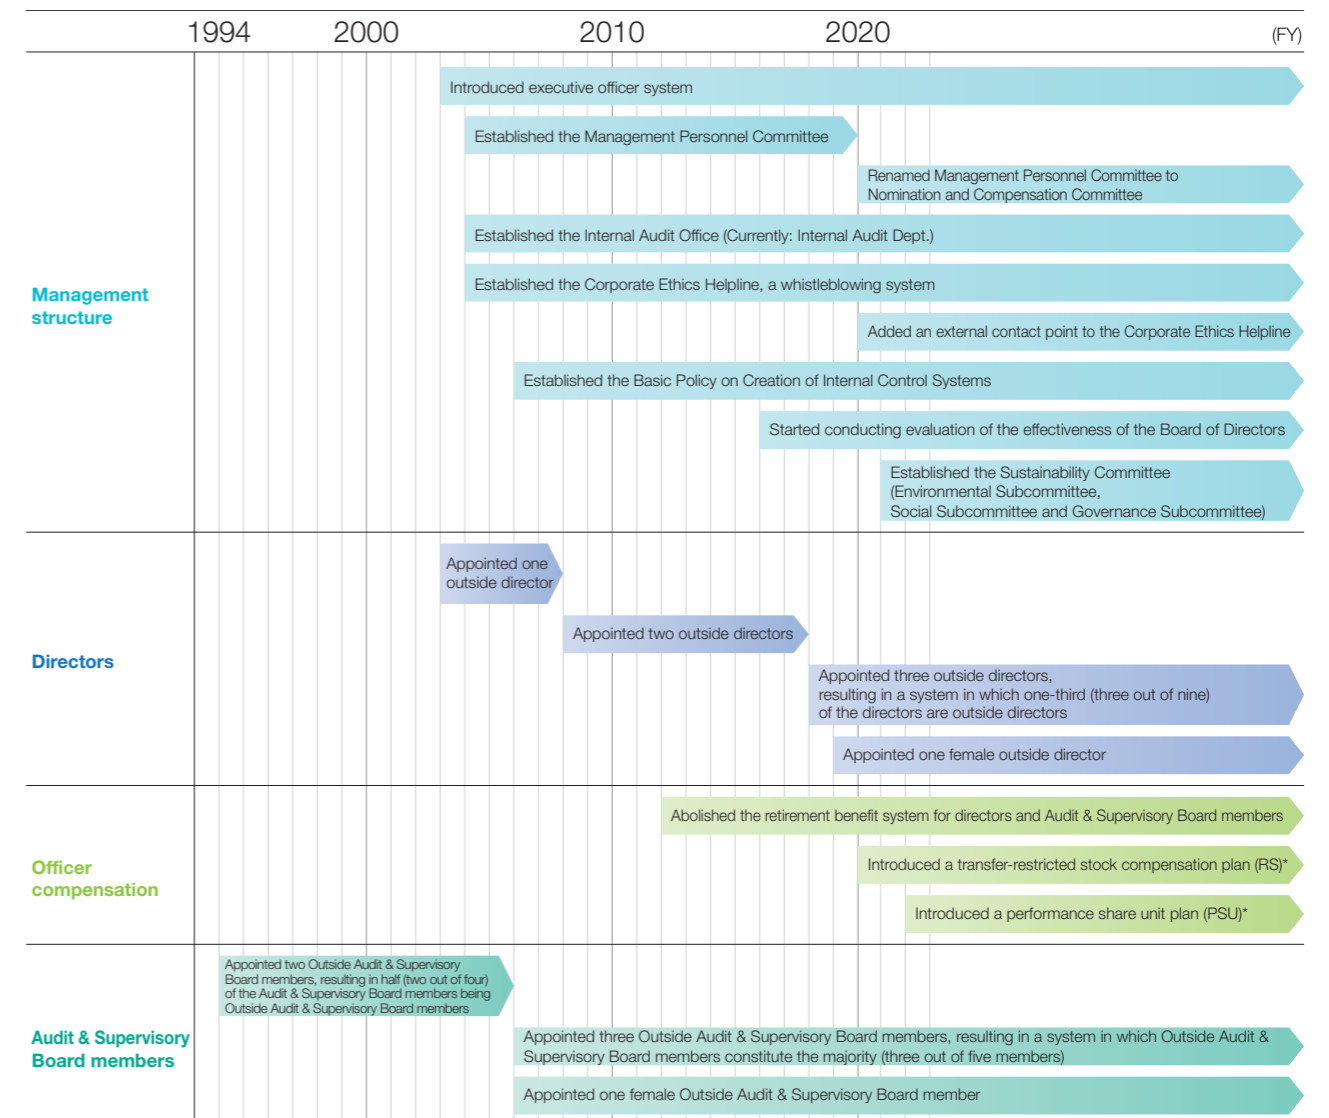 1994 2000 2010 2020 (FY)
Management
structure
Introduced executive officer system
Established the Management Personnel Committee
Renamed Management Personnel Committee to
Nomination and Compensation Committee
Established the Internal Audit Office (Currently: Internal Audit Dept.)
Established the Corporate Ethics Helpline, a whistleblowing system
Added an external contact point to the Corporate Ethics Helpline
Established the Basic Policy on Creation of Internal Control Systems
Started conducting evaluation of the effectiveness of the Board of Directors
Established the Sustainability Committee
(Environmental Subcommittee,
Social Subcommittee and Governance Subcommittee)
Directors
Appointed one
outside director
Appointed two outside directors
Appointed three outside directors,
resulting in a system in which one-third (three out of nine)
of the directors are outside directors
Appointed one female outside director
Officer
compensation
Abolished the retirement benefit system for directors and Audit & Supervisory Board members
Introduced a transfer-restricted stock compensation plan (RS)*
Introduced a performance share unit plan (PSU)*
Audit & Supervisory
Board members
Appointed two Outside Audit & Supervisory
Board members, resulting in half (two out of four)
of the Audit & Supervisory Board members being
Outside Audit & Supervisory Board members
Appointed three Outside Audit & Supervisory Board members, resulting in a system in which Outside Audit &
Supervisory Board members constitute the majority (three out of five members)
Appointed one female Outside Audit & Supervisory Board member